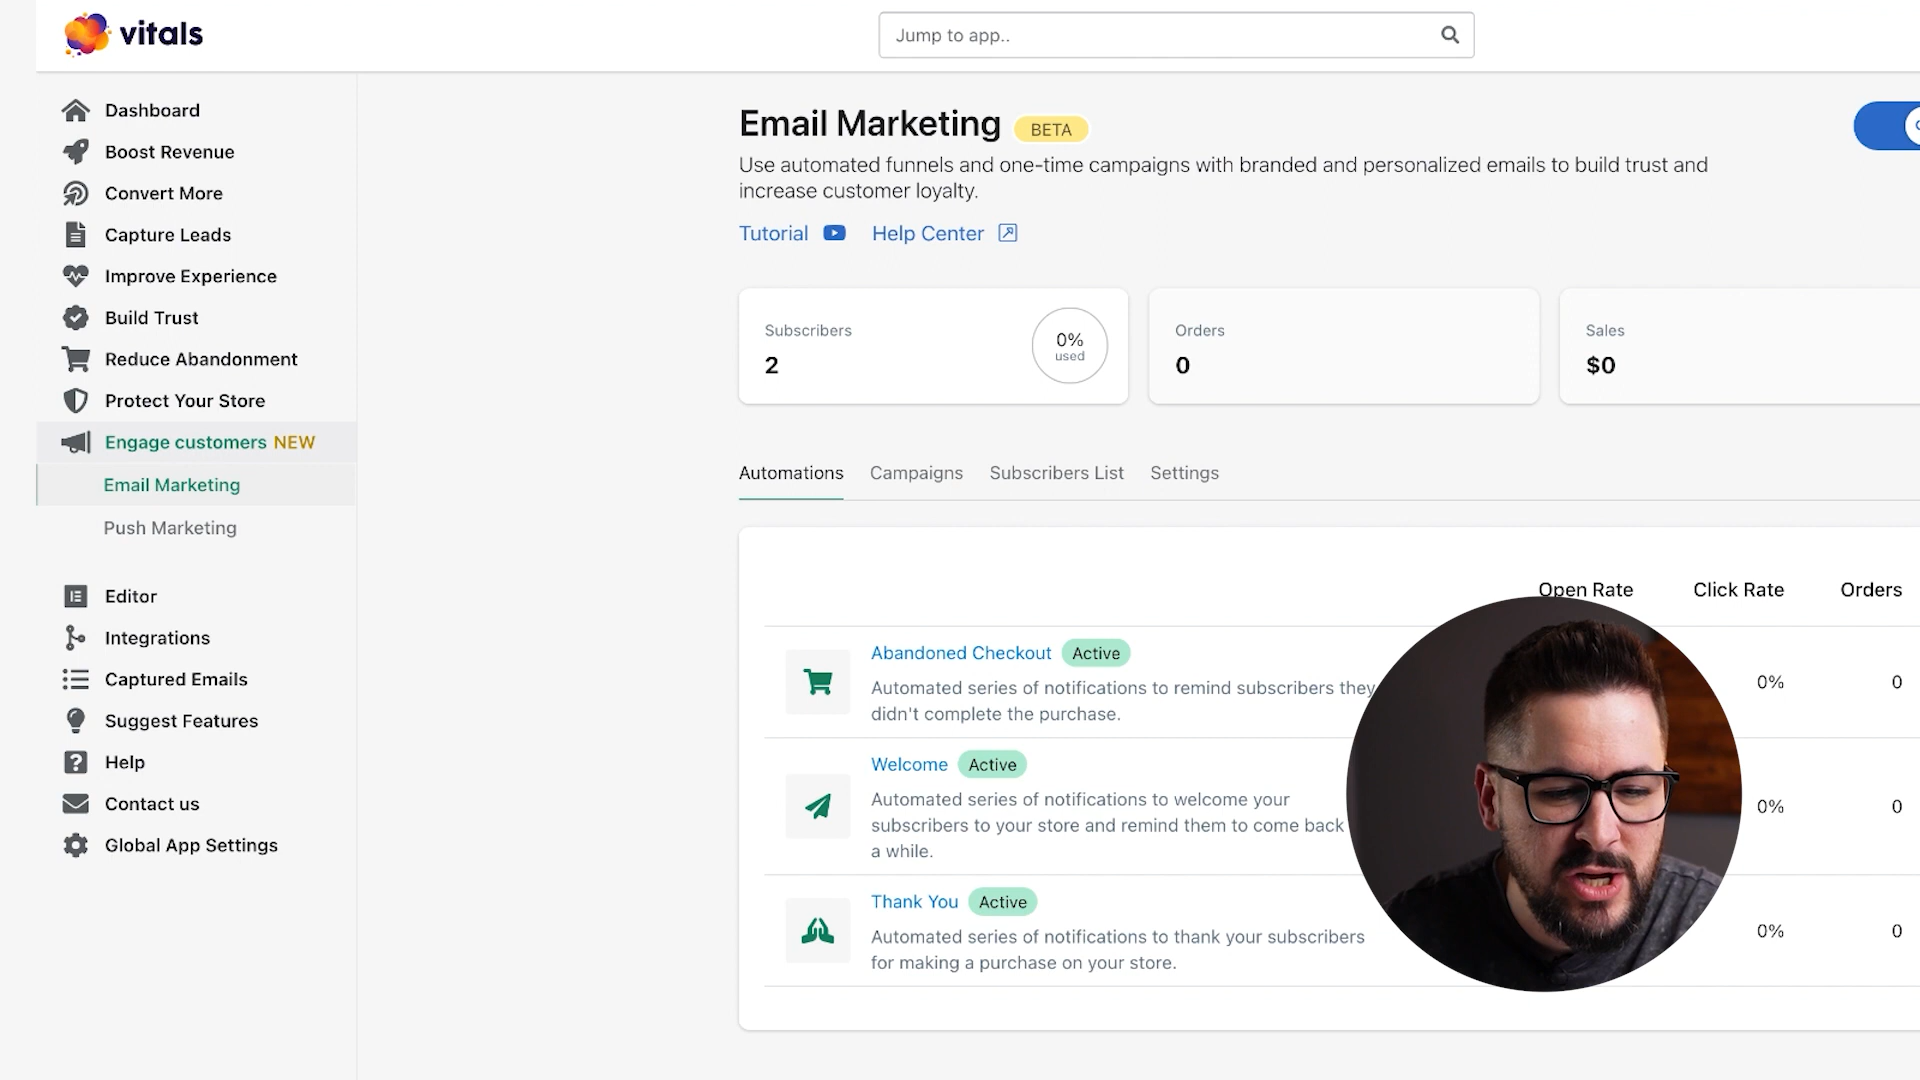 vitals
Jump to app..
Dashboard
Boost Revenue
Convert More
Capture Leads
Improve Experience
Build Trust
Reduce Abandonment
Protect Your Store
Engage customers NEW
Email Marketing
Push Marketing
Editor
Integrations
Captured Emails
Suggest Features
Help
Contact us
Global App Settings
Email Marketing BETA
Use automated funnels and one-time campaigns with branded and personalized emails to build trust and
increase customer loyalty.
Tutorial Help Center
Subscribers
2
0%
used
Orders
0
Sales
$0
Automations Campaigns Subscribers List Settings
Open Rate Click Rate Orders
Abandoned Checkout Active
Automated series of notifications to remind subscribers they
didn't complete the purchase.
0% 0
Welcome Active
Automated series of notifications to welcome your
subscribers to your store and remind them to come back
a while.
0% 0
Thank You Active
Automated series of notifications to thank your subscribers
for making a purchase on your store.
0% 0